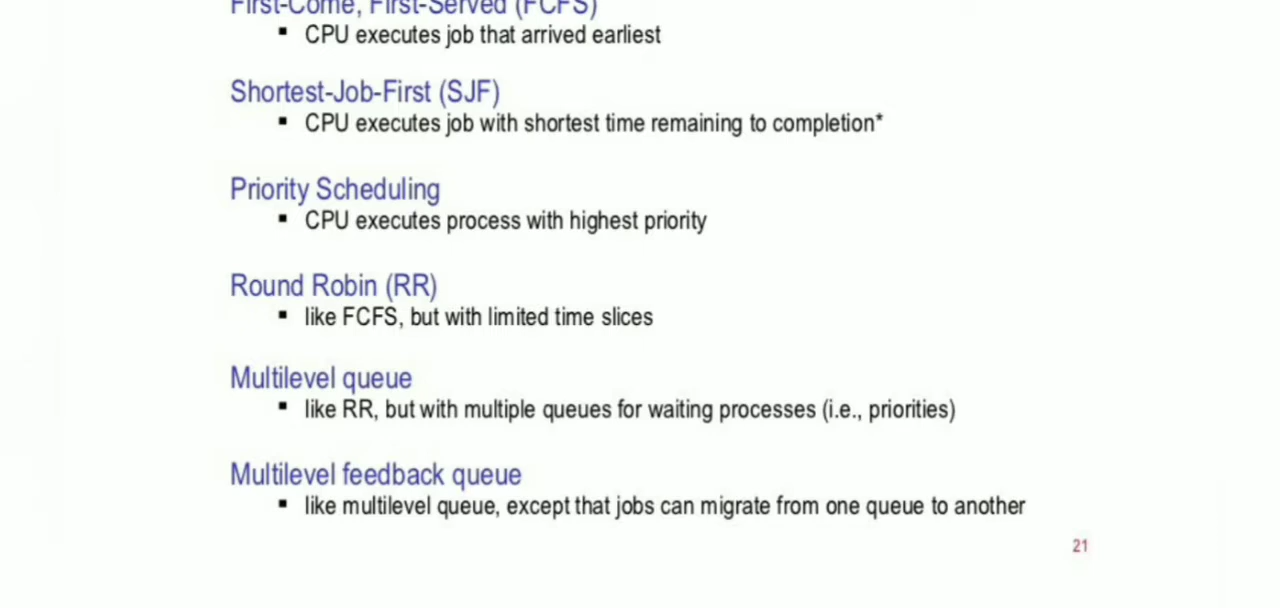 First-Come, First-Served (FCFS)
▪ CPU executes job that arrived earliest
Shortest-Job-First (SJF)
▪ CPU executes job with shortest time remaining to completion*
Priority Scheduling
▪ CPU executes process with highest priority
Round Robin (RR)
▪ like FCFS, but with limited time slices
Multilevel queue
▪ like RR, but with multiple queues for waiting processes (i.e., priorities)
Multilevel feedback queue
▪ like multilevel queue, except that jobs can migrate from one queue to another
21